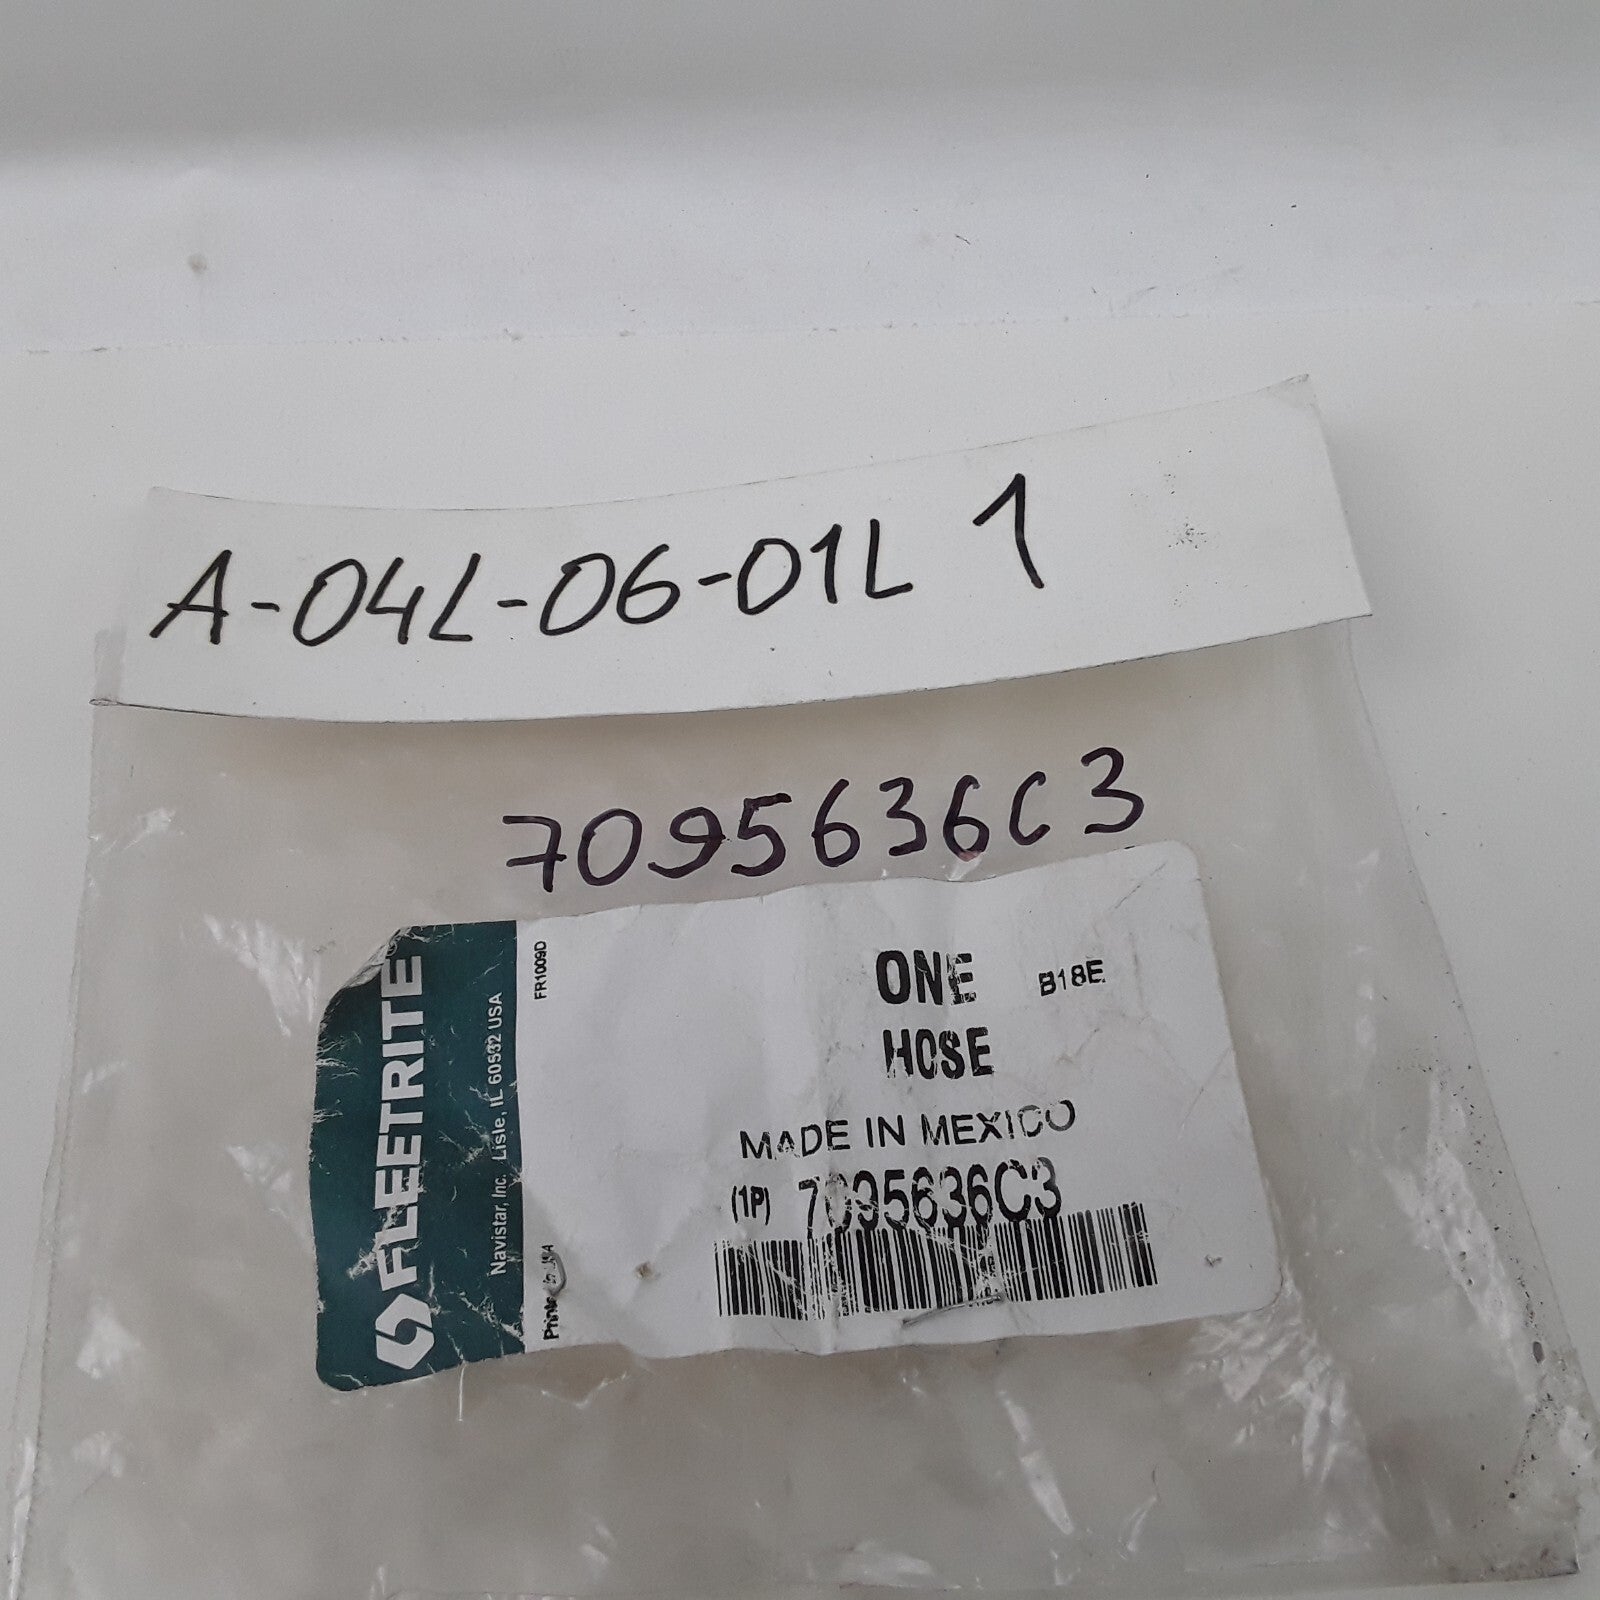 A-04L-06-01L 1
7095636C3
FLEETRITE
Navistar, Inc. Lisle, IL 60532 USA
FR1009D
ONE B18E
HOSE
MADE IN MEXICO
(1P) 7095636C3